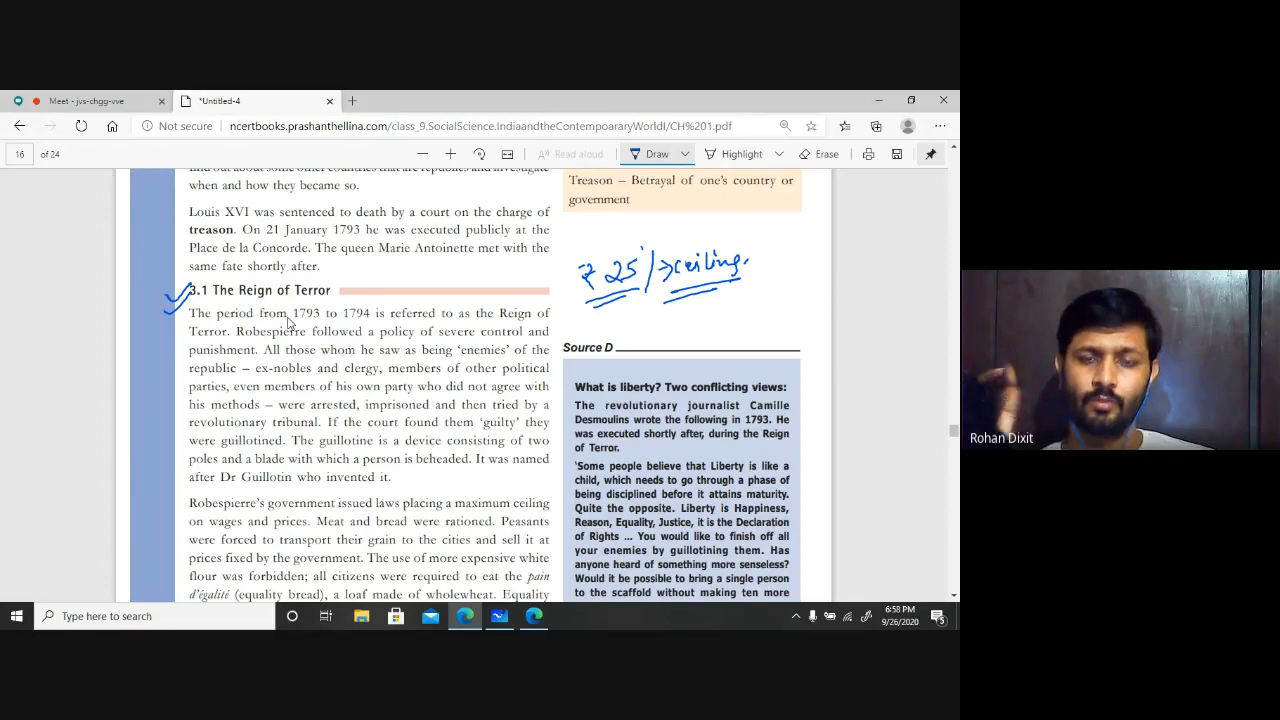 Meet - jvs-chgg-vve
*Untitled-4
Not secure
ncertbooks.prashanthellina.com/class_9.SocialScience.IndiaandtheContempoararyWorldI/CH%201.pdf
16 of 24
Read aloud
Draw
Highlight
Erase
find out about some other countries that are republics and investigate
when and how they became so.
Louis XVI was sentenced to death by a court on the charge of
treason. On 21 January 1793 he was executed publicly at the
Place de la Concorde. The queen Marie Antoinette met with the
same fate shortly after.
3.1 The Reign of Terror
The period from 1793 to 1794 is referred to as the Reign of
Terror. Robespierre followed a policy of severe control and
punishment. All those whom he saw as being ‘enemies’ of the
republic – ex-nobles and clergy, members of other political
parties, even members of his own party who did not agree with
his methods – were arrested, imprisoned and then tried by a
revolutionary tribunal. If the court found them ‘guilty’ they
were guillotined. The guillotine is a device consisting of two
poles and a blade with which a person is beheaded. It was named
after Dr Guillotin who invented it.
Robespierre’s government issued laws placing a maximum ceiling
on wages and prices. Meat and bread were rationed. Peasants
were forced to transport their grain to the cities and sell it at
prices fixed by the government. The use of more expensive white
flour was forbidden; all citizens were required to eat the pain
d’égalité (equality bread), a loaf made of wholewheat. Equality
Treason – Betrayal of one’s country or
government
₹ 25 / → ceiling.
Source D
What is liberty? Two conflicting views:
The revolutionary journalist Camille
Desmoulins wrote the following in 1793. He
was executed shortly after, during the Reign
of Terror.
‘Some people believe that Liberty is like a
child, which needs to go through a phase of
being disciplined before it attains maturity.
Quite the opposite. Liberty is Happiness,
Reason, Equality, Justice, it is the Declaration
of Rights ... You would like to finish off all
your enemies by guillotining them. Has
anyone heard of something more senseless?
Would it be possible to bring a single person
to the scaffold without making ten more
Rohan Dixit
Type here to search
6:58 PM
9/26/2020
5